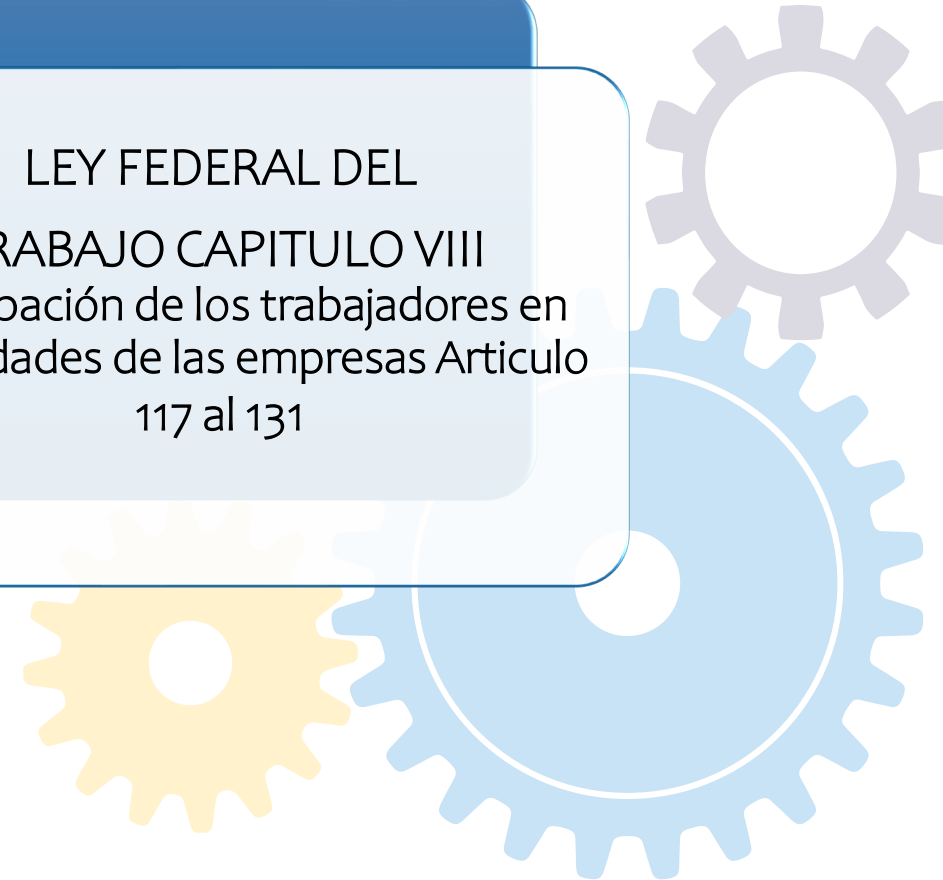 LEY FEDERAL DEL
RABAJO CAPITULO VIII
pación de los trabajadores en
dades de las empresas Articulo
117 al 131